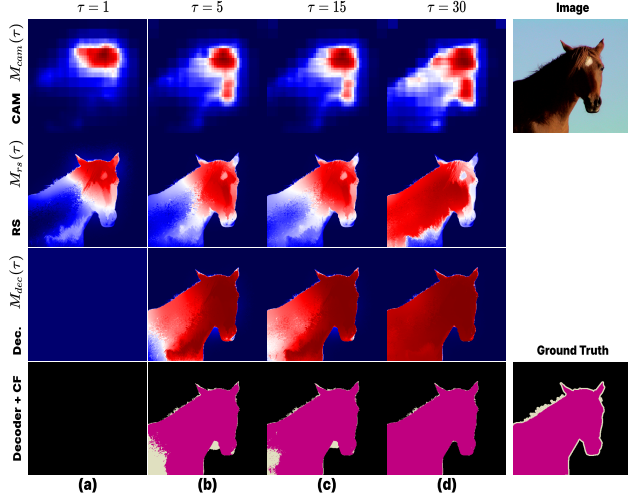 τ = 1 τ = 5 τ = 15 τ = 30 Image
CAM M_cam(τ)
RS M_rs(τ)
Dec. M_dec(τ)
Ground Truth
Decoder + CF
(a) (b) (c) (d)